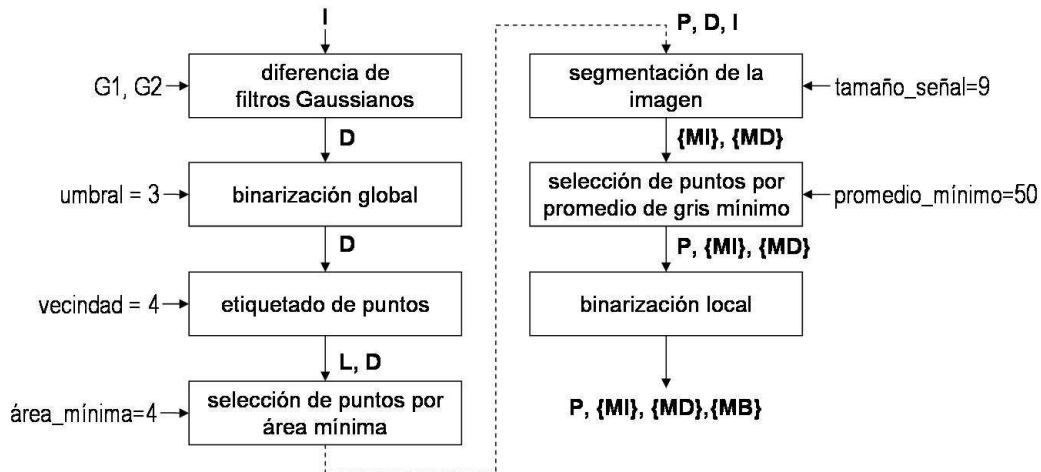 I
G1, G2
diferencia de
filtros Gaussianos
D
umbral = 3
binarización global
D
vecindad = 4
etiquetado de puntos
L, D
área_mínima=4
selección de puntos por
área mínima
P, D, I
segmentación de la
imagen
tamaño_señal=9
{MI}, {MD}
selección de puntos por
promedio de gris mínimo
promedio_mínimo=50
P, {MI}, {MD}
binarización local
P, {MI}, {MD},{MB}